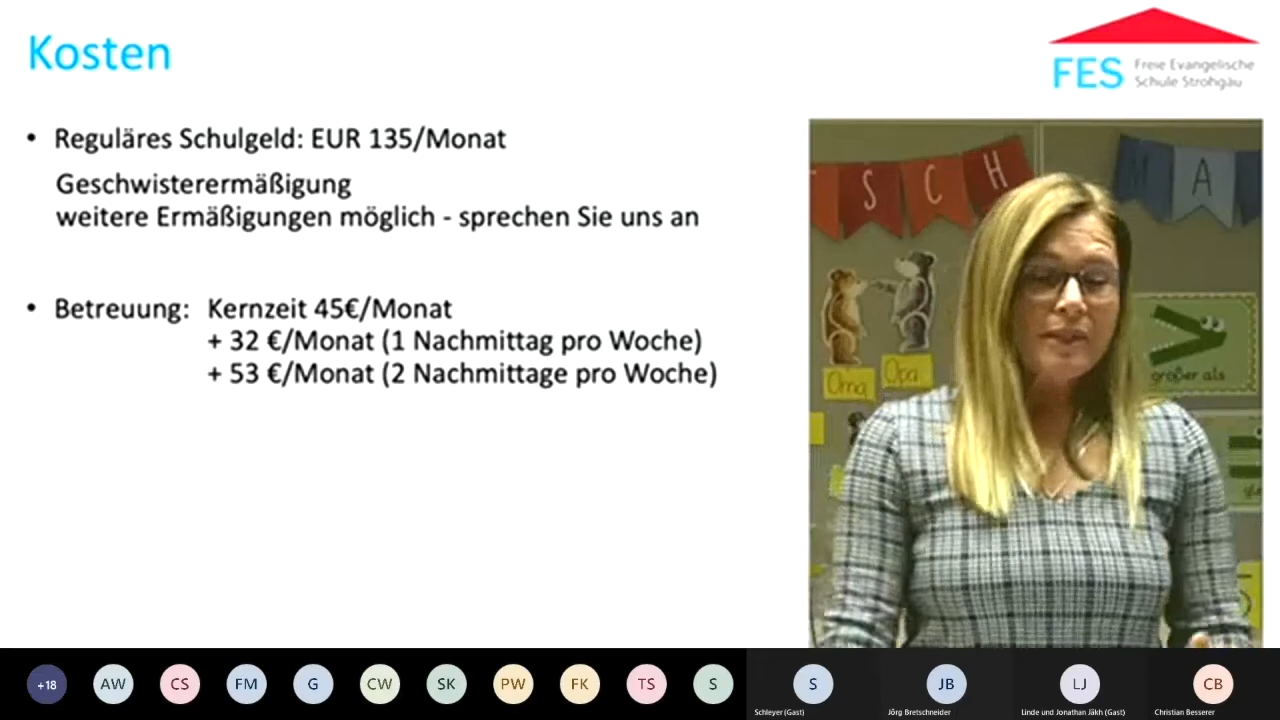 Kosten
FES
Freie Evangelische
Schule Strohgäu
• Reguläres Schulgeld: EUR 135/Monat
Geschwisterermäßigung
weitere Ermäßigungen möglich - sprechen Sie uns an
• Betreuung: Kernzeit 45€/Monat
+ 32 €/Monat (1 Nachmittag pro Woche)
+ 53 €/Monat (2 Nachmittage pro Woche)
S C H
M A
Oma
Opa
größer als
+18
AW
CS
FM
G
CW
SK
PW
FK
TS
S
S
JB
LJ
CB
Schleyer (Gast)
Jörg Bretschneider
Linde und Jonathan Jäkh (Gast)
Christian Besserer